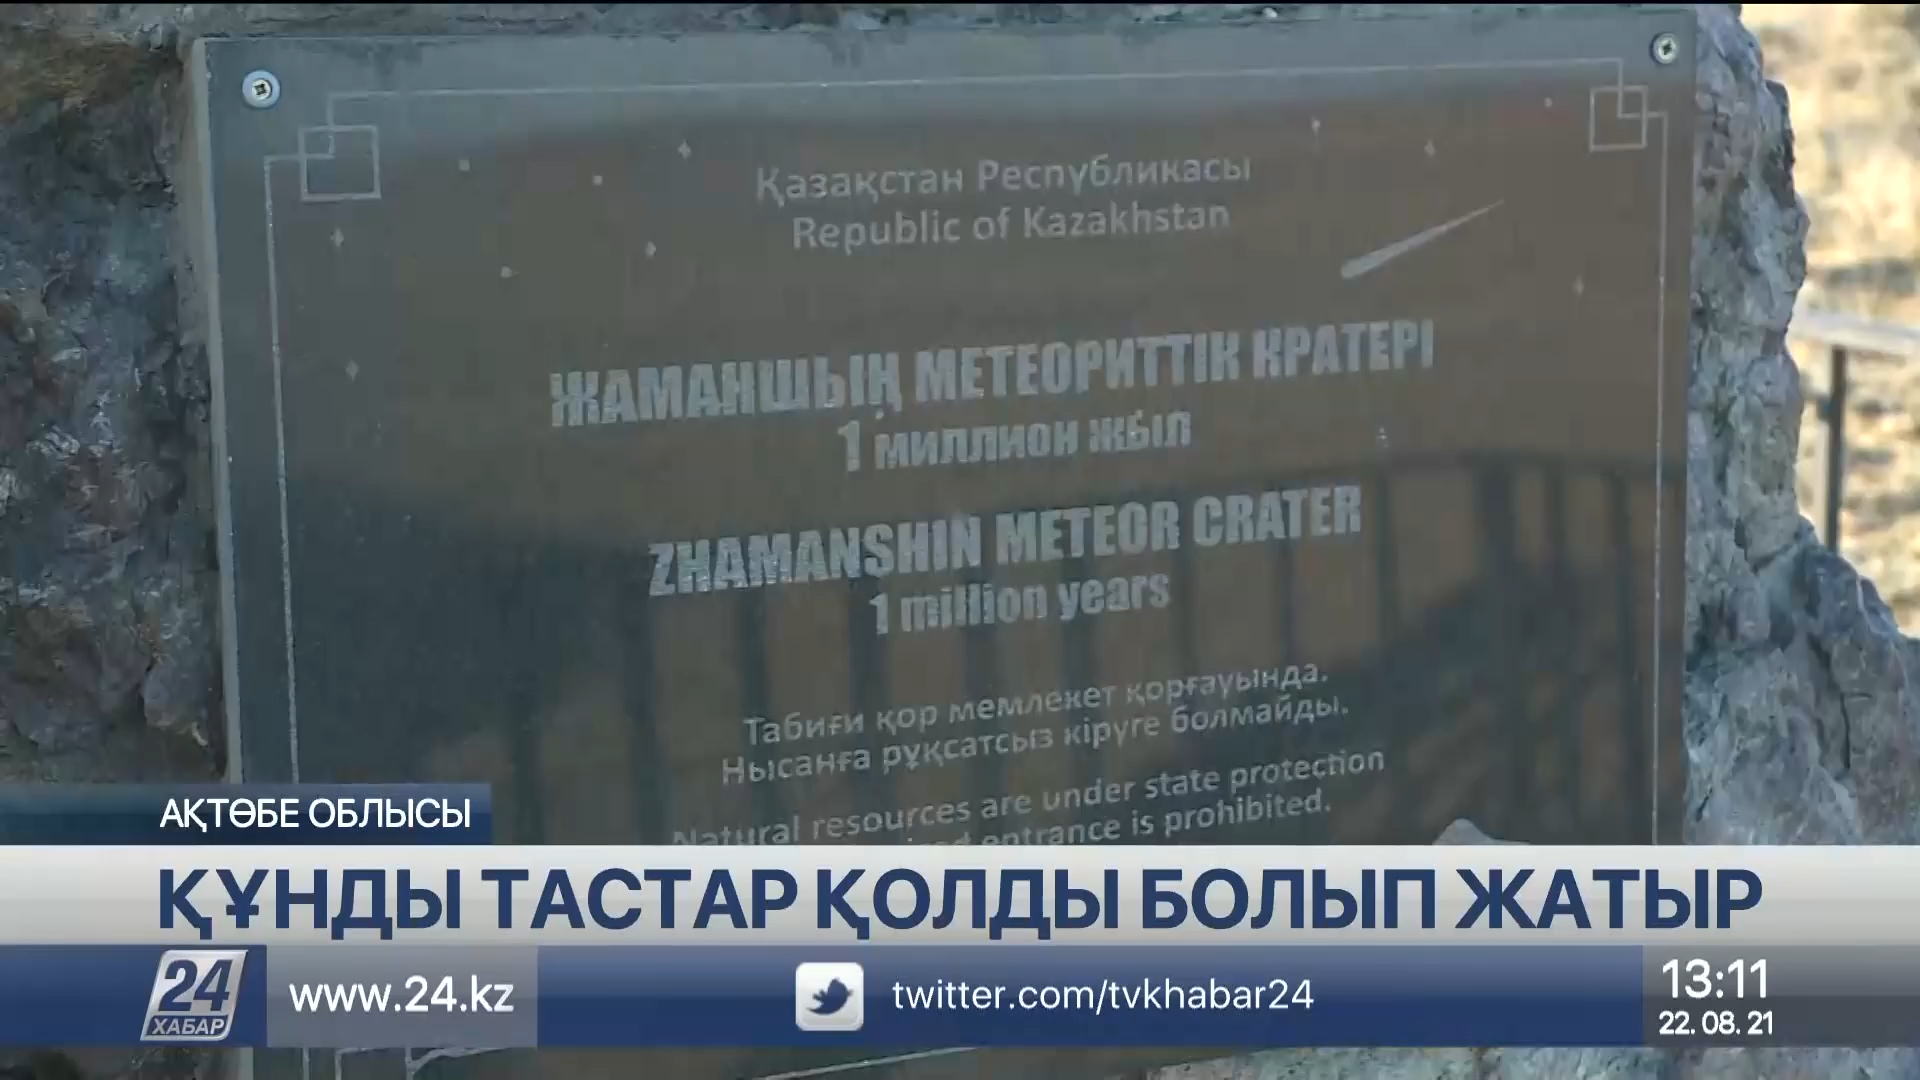 Қазақстан Республикасы
Republic of Kazakhstan
ЖАМАНШЫҢ МЕТЕОРИТТІК КРАТЕРІ
1 миллион жыл
ZHAMANSHIN METEOR CRATER
1 million years
Табиғи қор мемлекет қорғауында.
Нысанға рұқсатсыз кіруге болмайды.
Natural resources are under state protection
entrance is prohibited.
АҚТӨБЕ ОБЛЫСЫ
ҚҰНДЫ ТАСТАР ҚОЛДЫ БОЛЫП ЖАТЫР
24 ХАБАР
www.24.kz
twitter.com/tvkhabar24
13:11
22. 08. 21